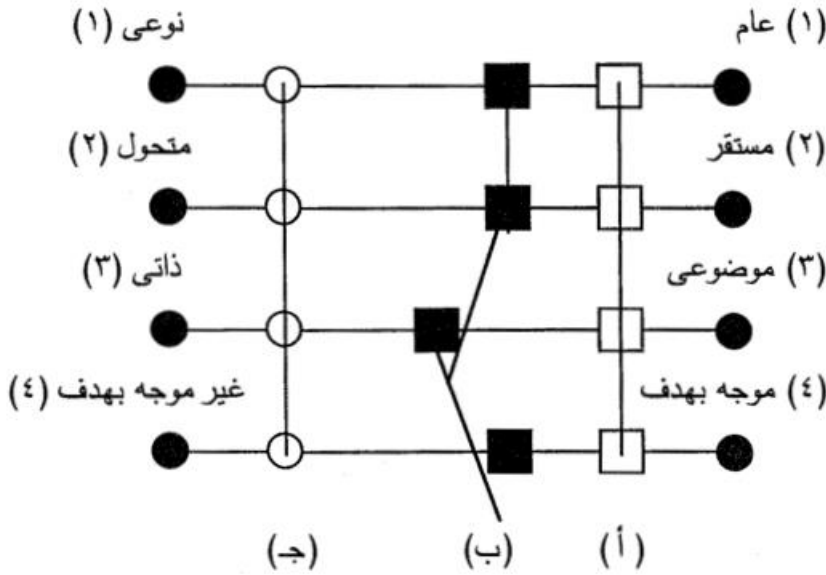 (١) عام
نوعى (١)
(٢) مستقر
متحول (٢)
(٣) موضوعى
ذاتى (٣)
(٤) موجه بهدف
غير موجه بهدف (٤)
(أ) (ب) (جـ)